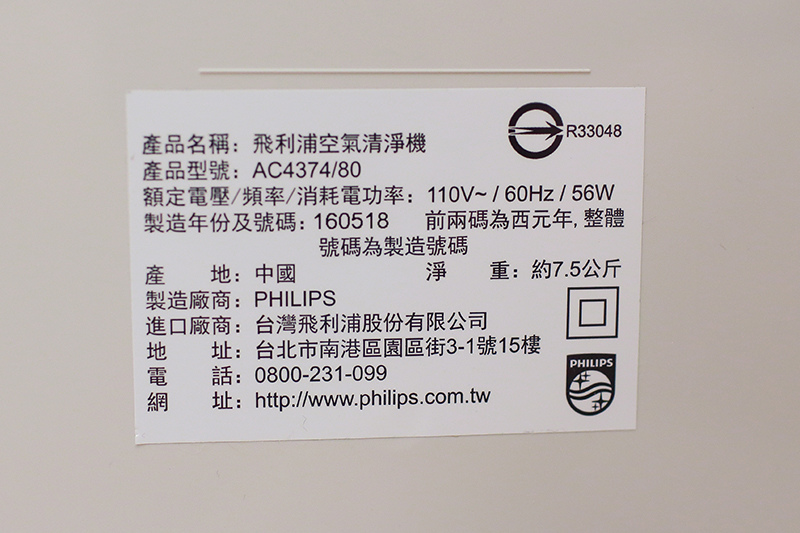 R33048
產品名稱：飛利浦空氣清淨機
產品型號：AC4374/80
額定電壓/頻率/消耗電功率：110V~ / 60Hz / 56W
製造年份及號碼：160518 前兩碼為西元年, 整體
號碼為製造號碼
產 地：中國 淨 重：約7.5公斤
製造廠商：PHILIPS
進口廠商：台灣飛利浦股份有限公司
地 址：台北市南港區園區街3-1號15樓
電 話：0800-231-099
網 址：http://www.philips.com.tw
PHILIPS